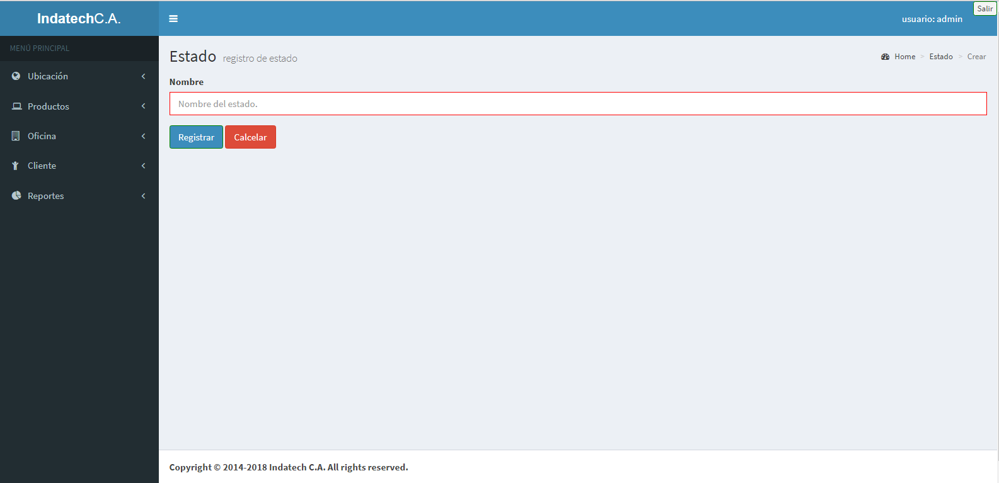 IndatechC.A.
usuario: admin
Salir
MENÚ PRINCIPAL
Ubicación
Productos
Oficina
Cliente
Reportes
Estado registro de estado
Home > Estado > Crear
Nombre
Nombre del estado.
Registrar Calcelar
Copyright © 2014-2018 Indatech C.A. All rights reserved.